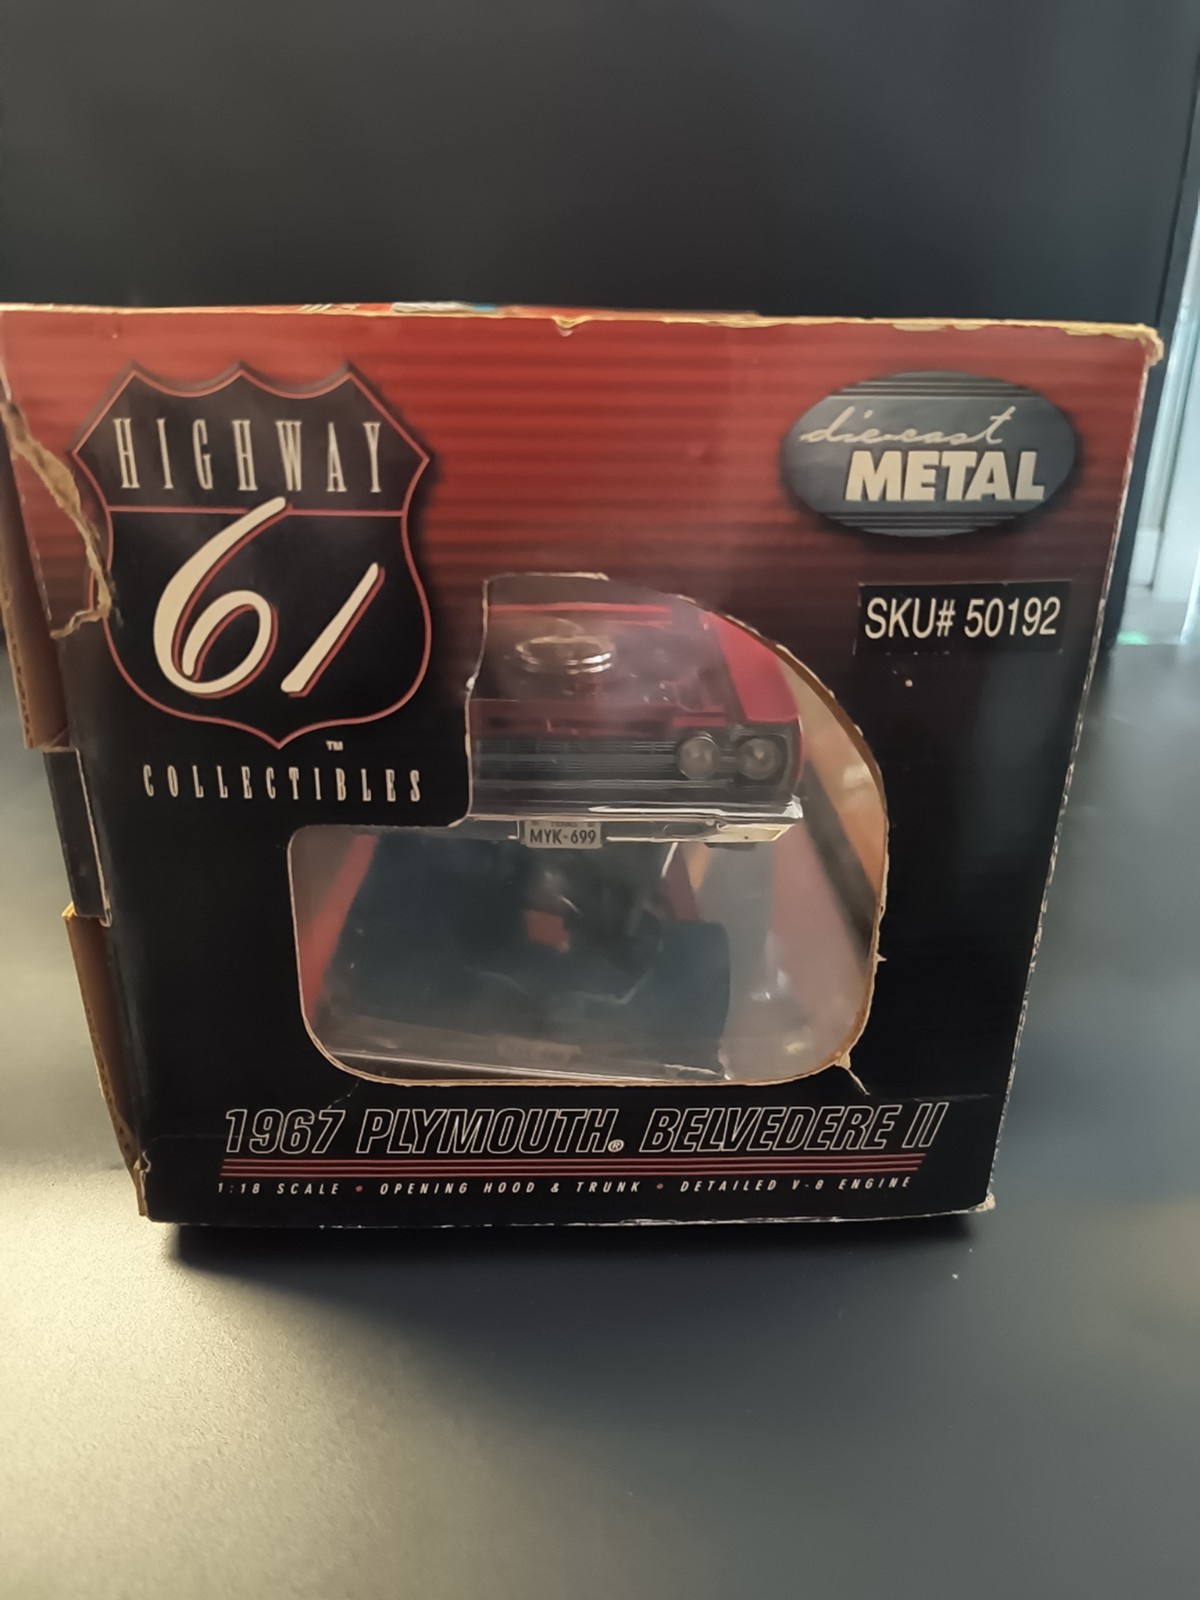 HIGHWAY
61
TM
COLLECTIBLES
die-cast
METAL
SKU# 50192
MYK-699
1967 PLYMOUTH® BELVEDERE II
1:18 SCALE • OPENING HOOD & TRUNK • DETAILED V-8 ENGINE